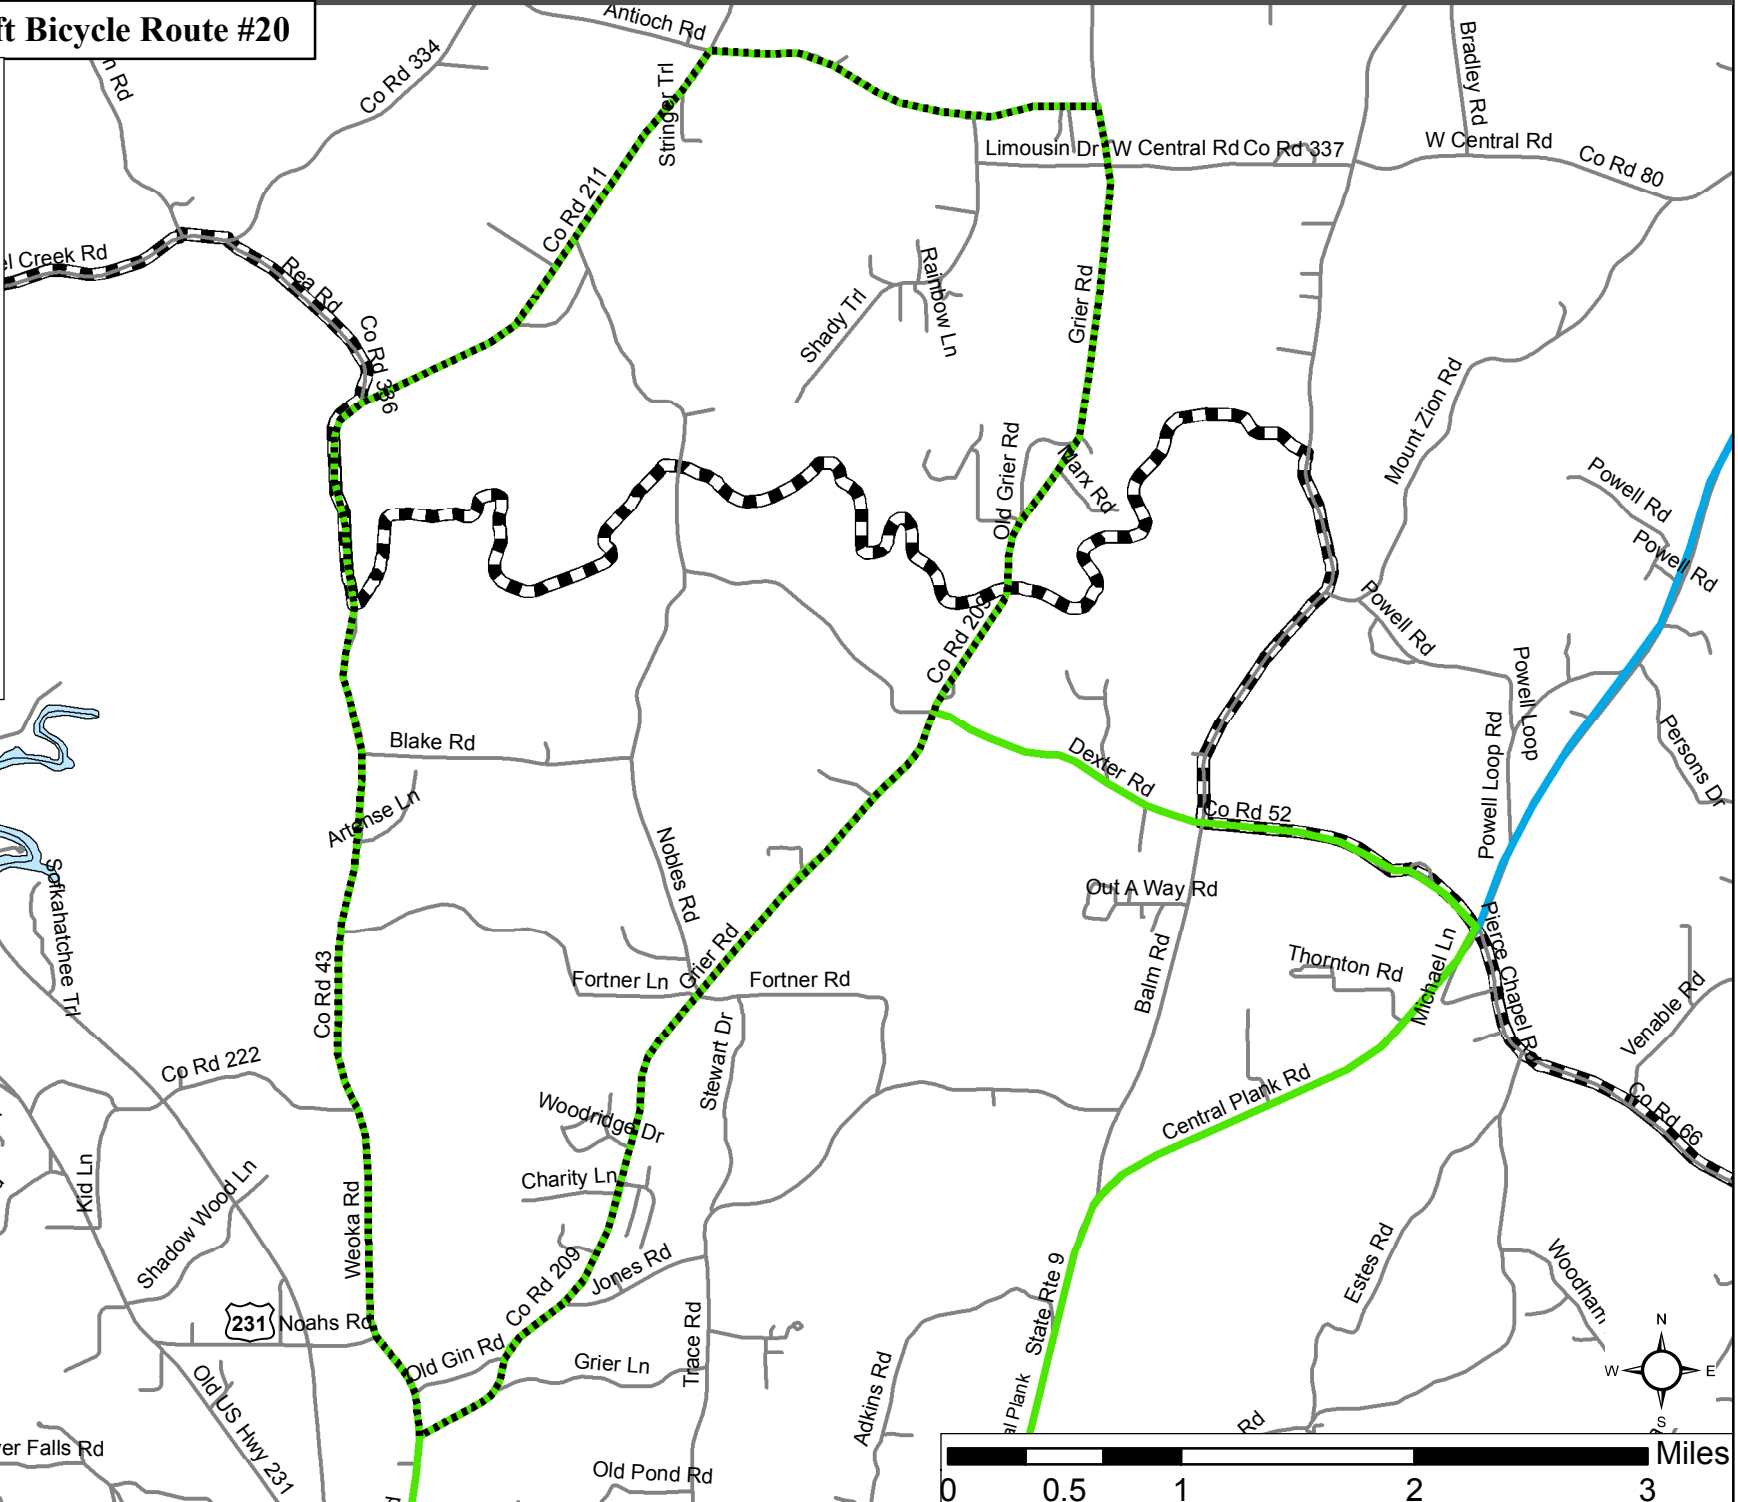 ft Bicycle Route #20
Antioch Rd
n Rd
Co Rd 334
Stringer Trl
Bradley Rd
Limousin Dr
W Central Rd
Co Rd 337
W Central Rd
Co Rd 80
Co Rd 211
el Creek Rd
Rea Rd
Co Rd 336
Rainbow Ln
Shady Trl
Grier Rd
Mount Zion Rd
Old Grier Rd
Marx Rd
Powell Rd
Powell Rd
Powell Rd
Co Rd 209
Powell Loop
Powell Loop Rd
Persons Dr
Blake Rd
Dexter Rd
Co Rd 52
Artense Ln
Nobles Rd
Out A Way Rd
Sofkahatchee Trl
Pierce Chapel R
Michael Ln
Balm Rd
Thornton Rd
Grier Rd
Fortner Ln
Fortner Rd
Venable Rd
Co Rd 43
Stewart Dr
Co Rd 222
Central Plank Rd
Co Rd 66
Woodridge Dr
Charity Ln
Kid Ln
Shadow Wood Ln
Weoka Rd
Co Rd 209
Jones Rd
State Rte 9
Estes Rd
Woodham
231
Noahs Rd
Old Gin Rd
Grier Ln
Trace Rd
Adkins Rd
al Plank
Rd
Old US Hwy 231
er Falls Rd
Old Pond Rd
N
W
E
S
Miles
0
0.5
1
2
3